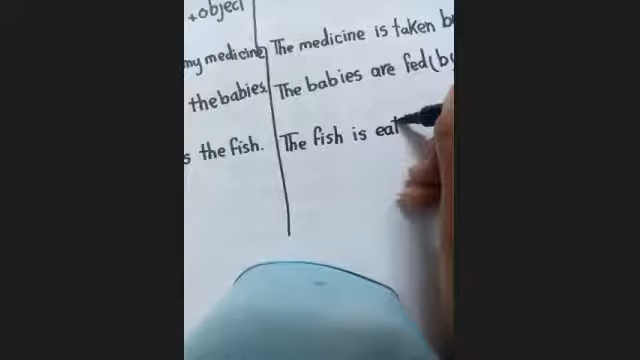 +object
my medicine The medicine is taken
the babies. The babies are fed (by
the fish. The fish is eat